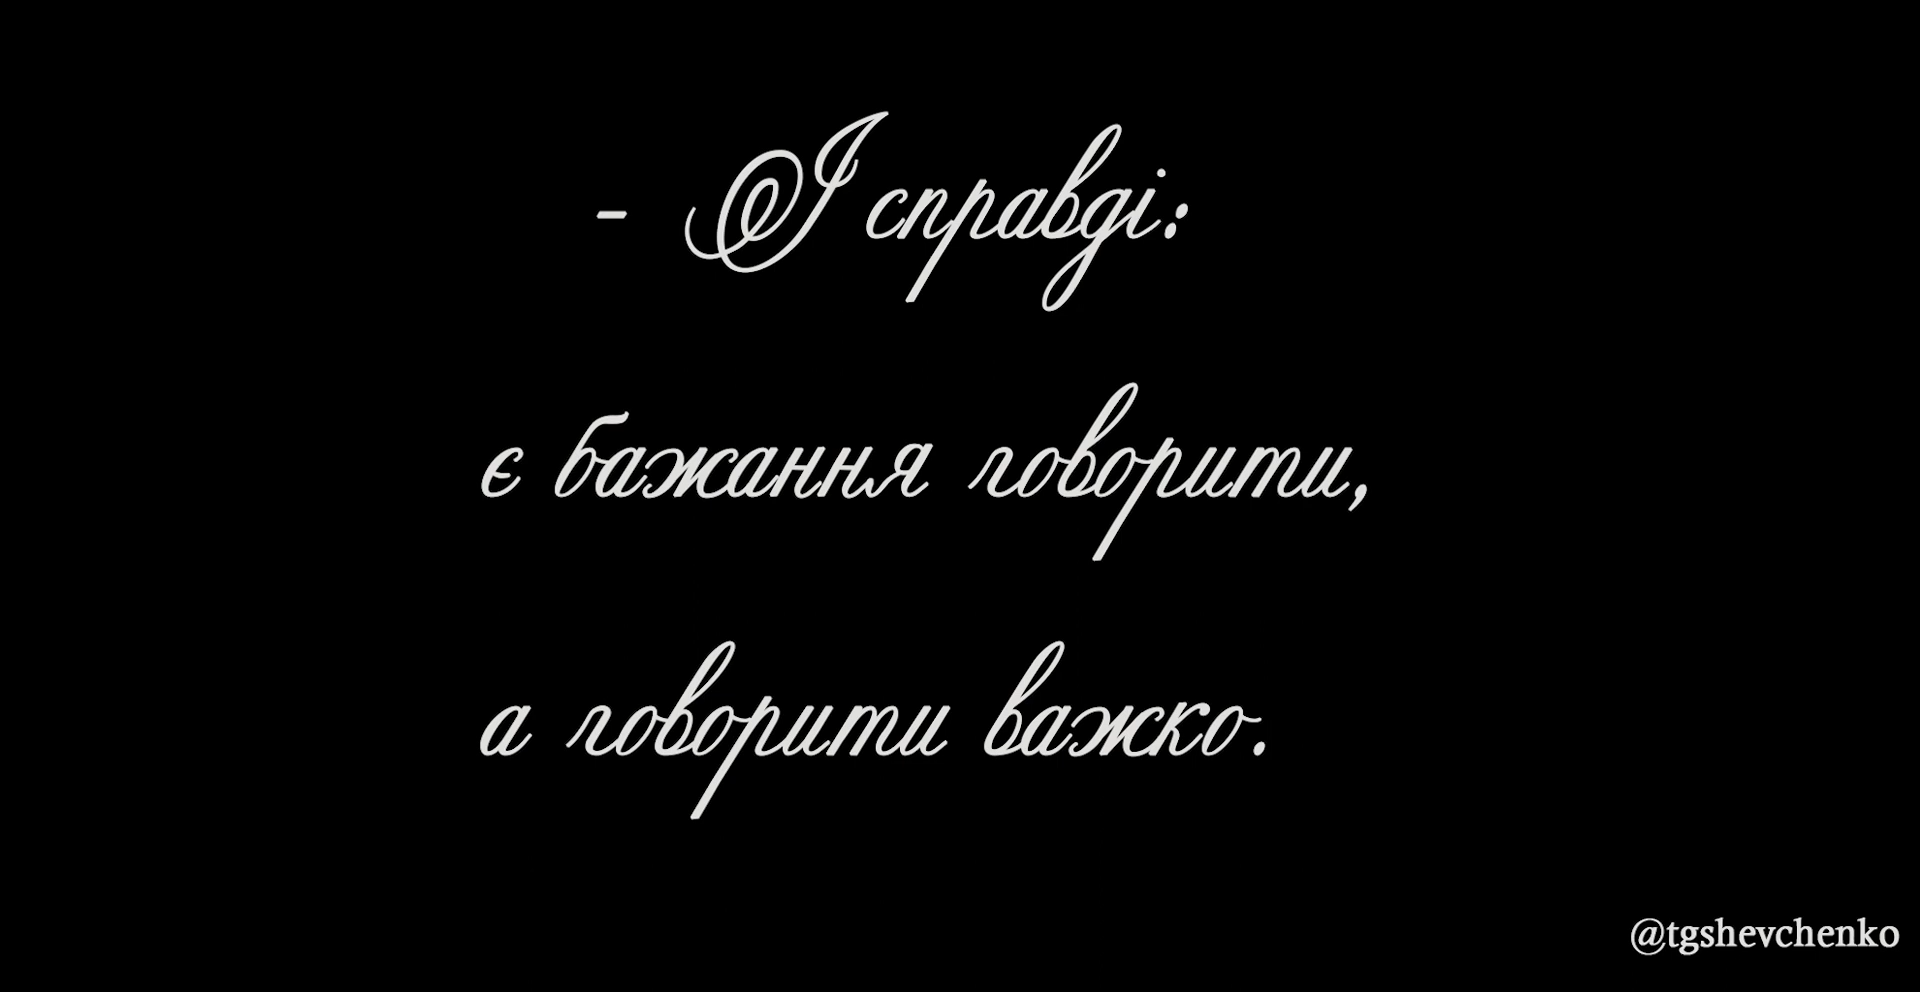 - І справді:
є бажання говорити,
а говорити важко.
@tgshevchenko